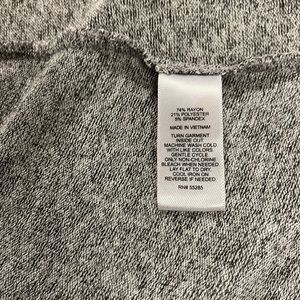 74% RAYON
21% POLYESTER
5% SPANDEX
MADE IN VIETNAM
TURN GARMENT
INSIDE OUT
MACHINE WASH COLD
WITH LIKE COLORS
GENTLE CYCLE
ONLY NON-CHLORINE
BLEACH WHEN NEEDED
LAY FLAT TO DRY.
COOL IRON ON
REVERSE IF NEEDED.
RN# 55285